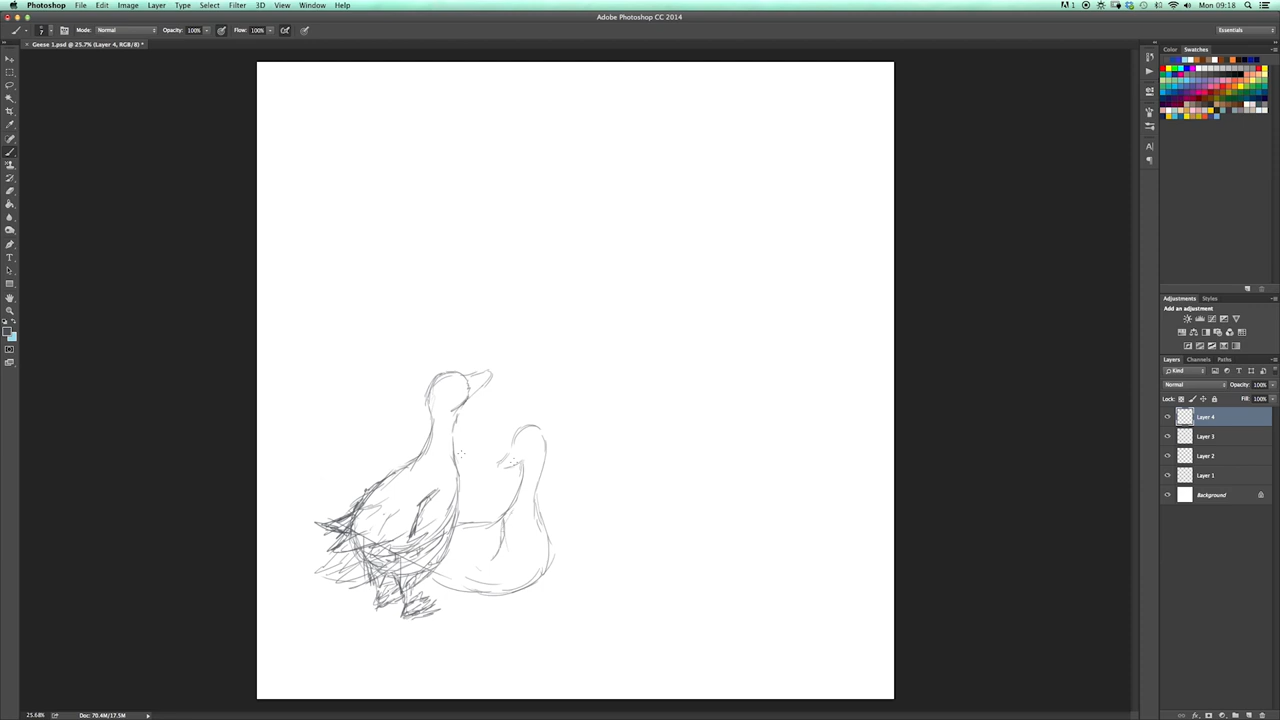 Photoshop File Edit Image Layer Type Select Filter 3D View Window Help
1 Mon 09:18
Adobe Photoshop CC 2014
7 Mode: Normal Opacity: 100% Flow: 100% Essentials
Geese 1.psd @ 25.7% (Layer 4, RGB/8) *
Color Swatches
Adjustments Styles
Add an adjustment
Layers Channels Paths
Kind
Normal Opacity: 100%
Lock: Fill: 100%
Layer 4
Layer 3
Layer 2
Layer 1
Background
25.68% Doc: 70.4M/17.5M